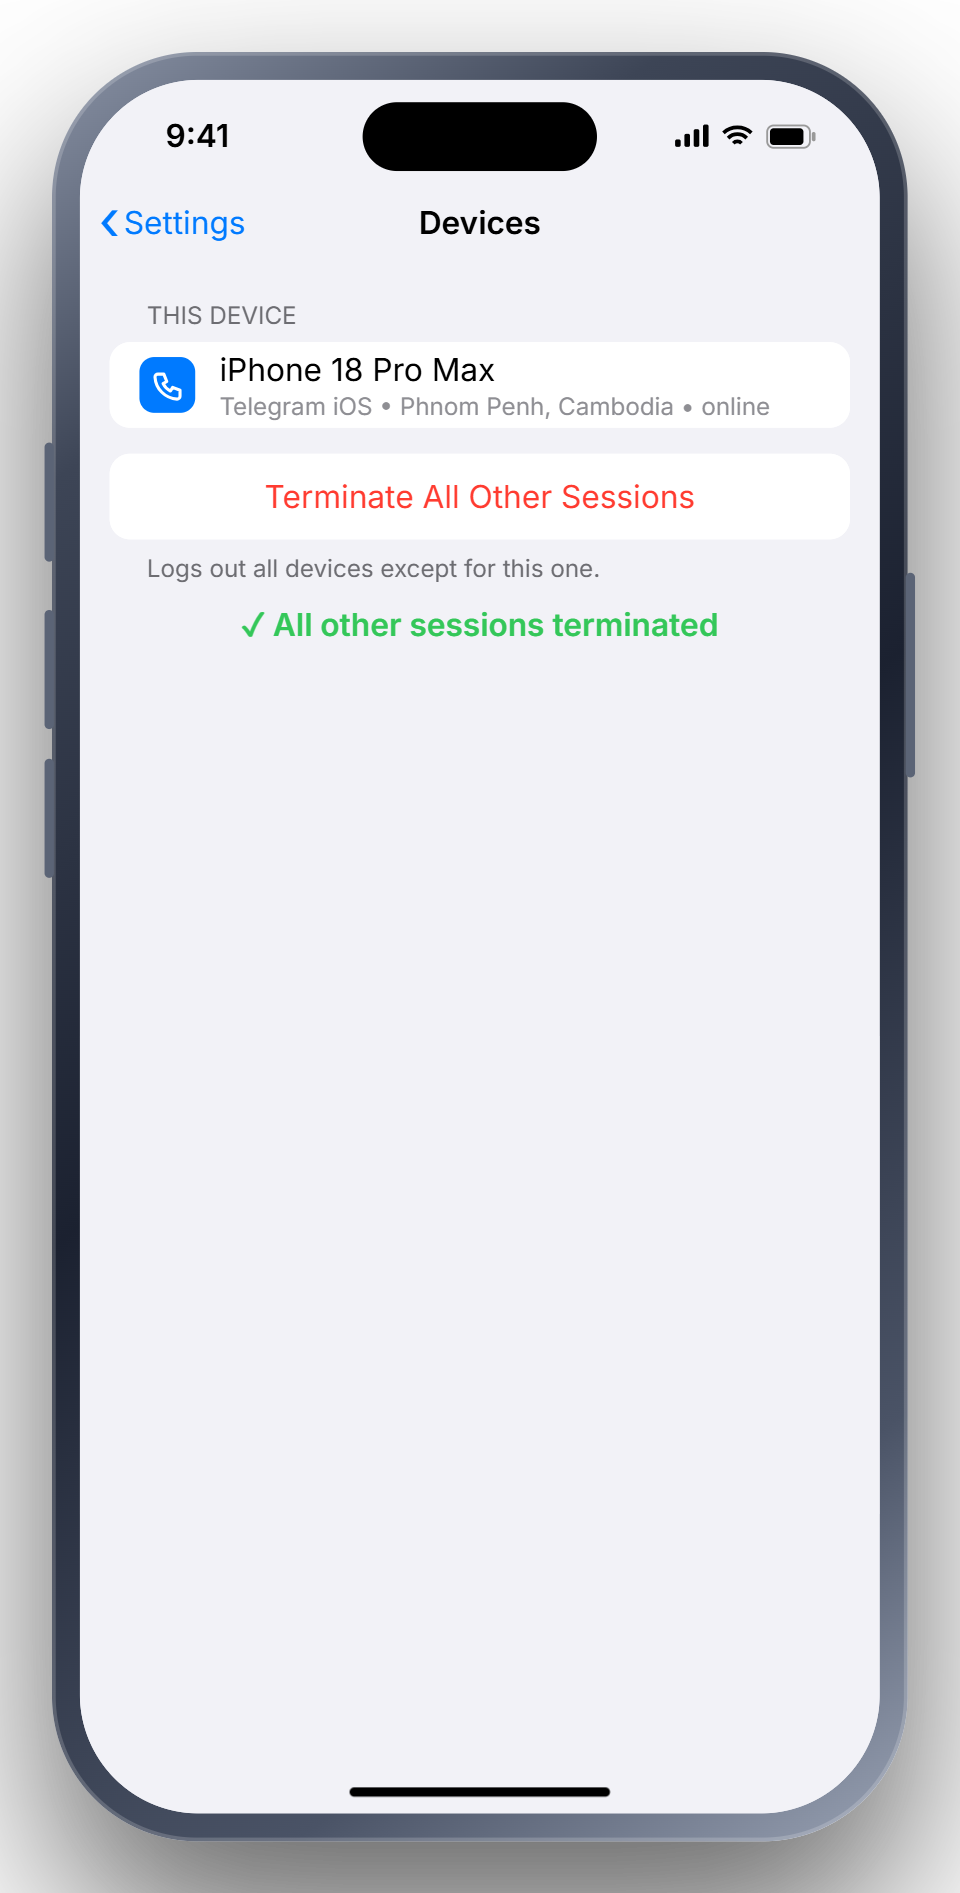 9:41
Settings
Devices
THIS DEVICE
iPhone 18 Pro Max
Telegram iOS • Phnom Penh, Cambodia • online
Terminate All Other Sessions
Logs out all devices except for this one.
✓ All other sessions terminated